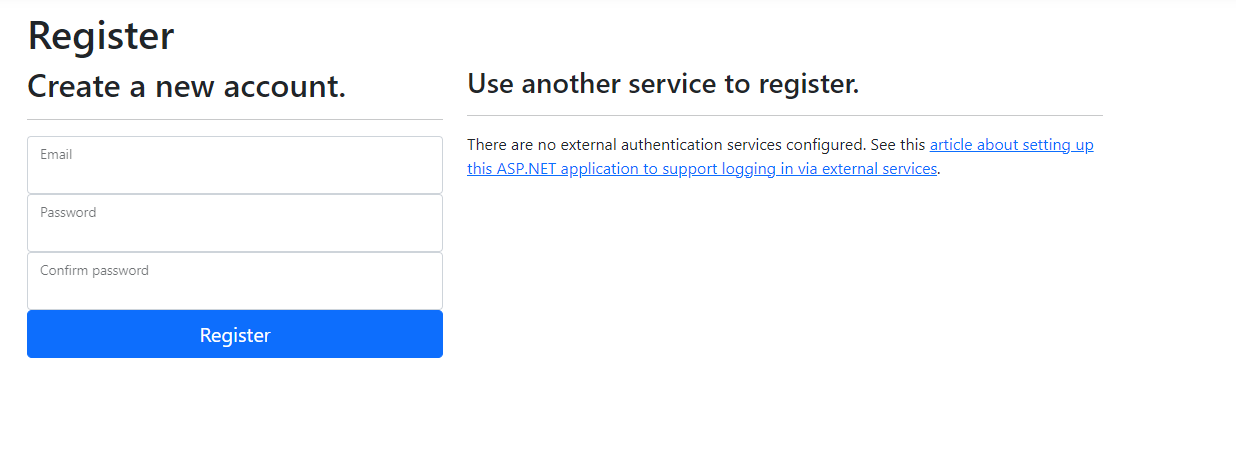 Register
Create a new account.
Email
Password
Confirm password
Register
Use another service to register.
There are no external authentication services configured. See this article about setting up
this ASP.NET application to support logging in via external services.